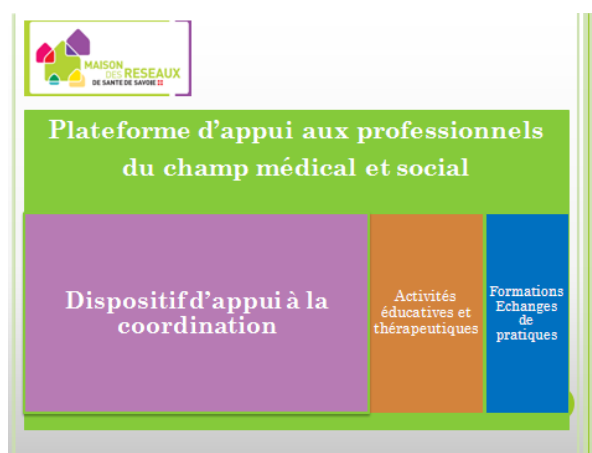 MAISON
DES RESEAUX
DE SANTE DE SAVOIE
Plateforme d'appui aux professionnels
du champ médical et social
Dispositif d'appui à la
coordination
Activités
éducatives et
thérapeutiques
Formations
Echanges
de
pratiques